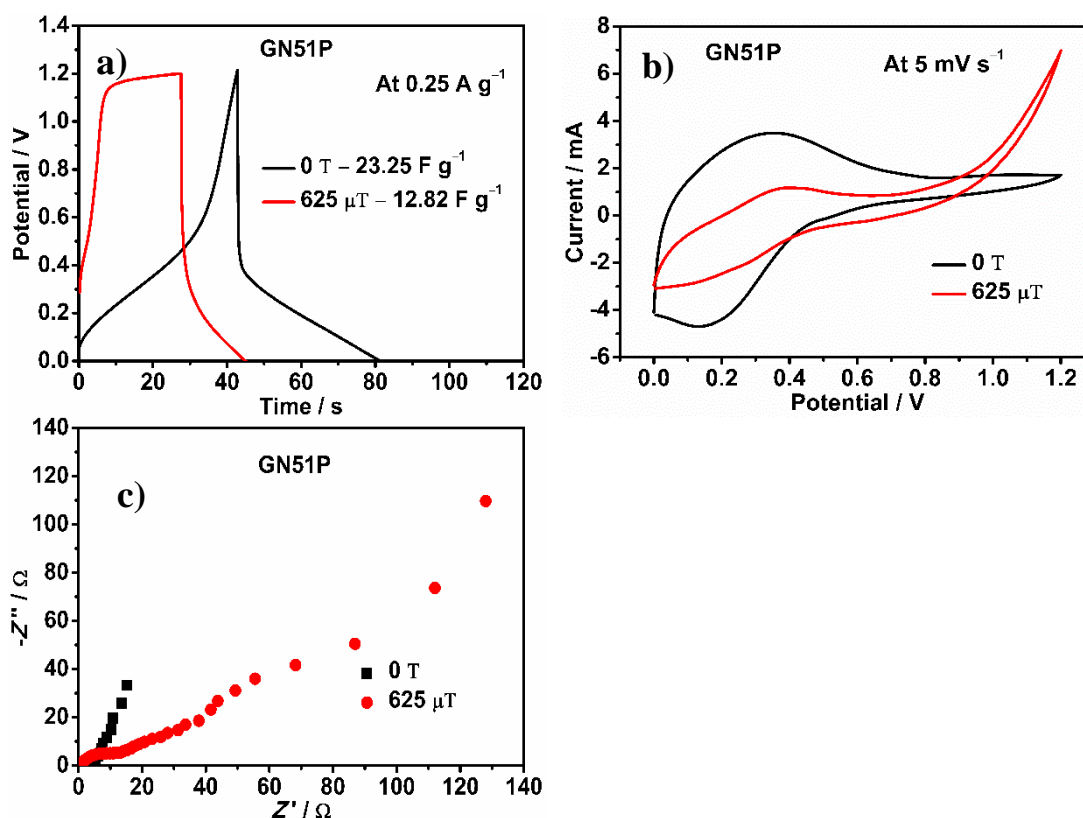 a)
GN51P
At 0.25 A g⁻¹
0 T – 23.25 F g⁻¹
625 μT – 12.82 F g⁻¹
Potential / V
1.2
1.0
0.8
0.6
0.4
0.2
0.0
0 20 40 60 80 100 120
Time / s
b)
GN51P
At 5 mV s⁻¹
0 T
625 μT
Current / mA
8
6
4
2
0
-2
-4
-6
0.0 0.2 0.4 0.6 0.8 1.0 1.2
Potential / V
c)
GN51P
0 T
625 μT
-Z'' / Ω
140
120
100
80
60
40
20
0
0 20 40 60 80 100 120 140
Z' / Ω